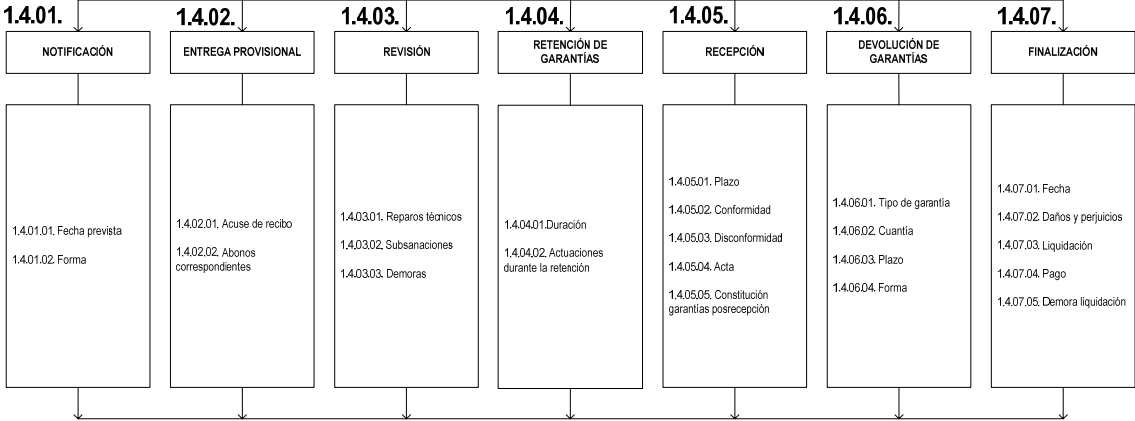 1.4.01.
NOTIFICACIÓN
1.4.01.01. Fecha prevista
1.4.01.02. Forma
1.4.02.
ENTREGA PROVISIONAL
1.4.02.01. Acuse de recibo
1.4.02.02. Abonos
correspondientes
1.4.03.
REVISIÓN
1.4.03.01. Reparos técnicos
1.4.03.02. Subsanaciones
1.4.03.03. Demoras
1.4.04.
RETENCIÓN DE
GARANTÍAS
1.4.04.01.Duración
1.4.04.02. Actuaciones
durante la retención
1.4.05.
RECEPCIÓN
1.4.05.01. Plazo
1.4.05.02. Conformidad
1.4.05.03. Disconformidad
1.4.05.04. Acta
1.4.05.05. Constitución
garantías posrecepción
1.4.06.
DEVOLUCIÓN DE
GARANTÍAS
1.4.06.01. Tipo de garantía
1.4.06.02. Cuantía
1.4.06.03. Plazo
1.4.06.04. Forma
1.4.07.
FINALIZACIÓN
1.4.07.01. Fecha
1.4.07.02. Daños y perjuicios
1.4.07.03. Liquidación
1.4.07.04. Pago
1.4.07.05. Demora liquidación